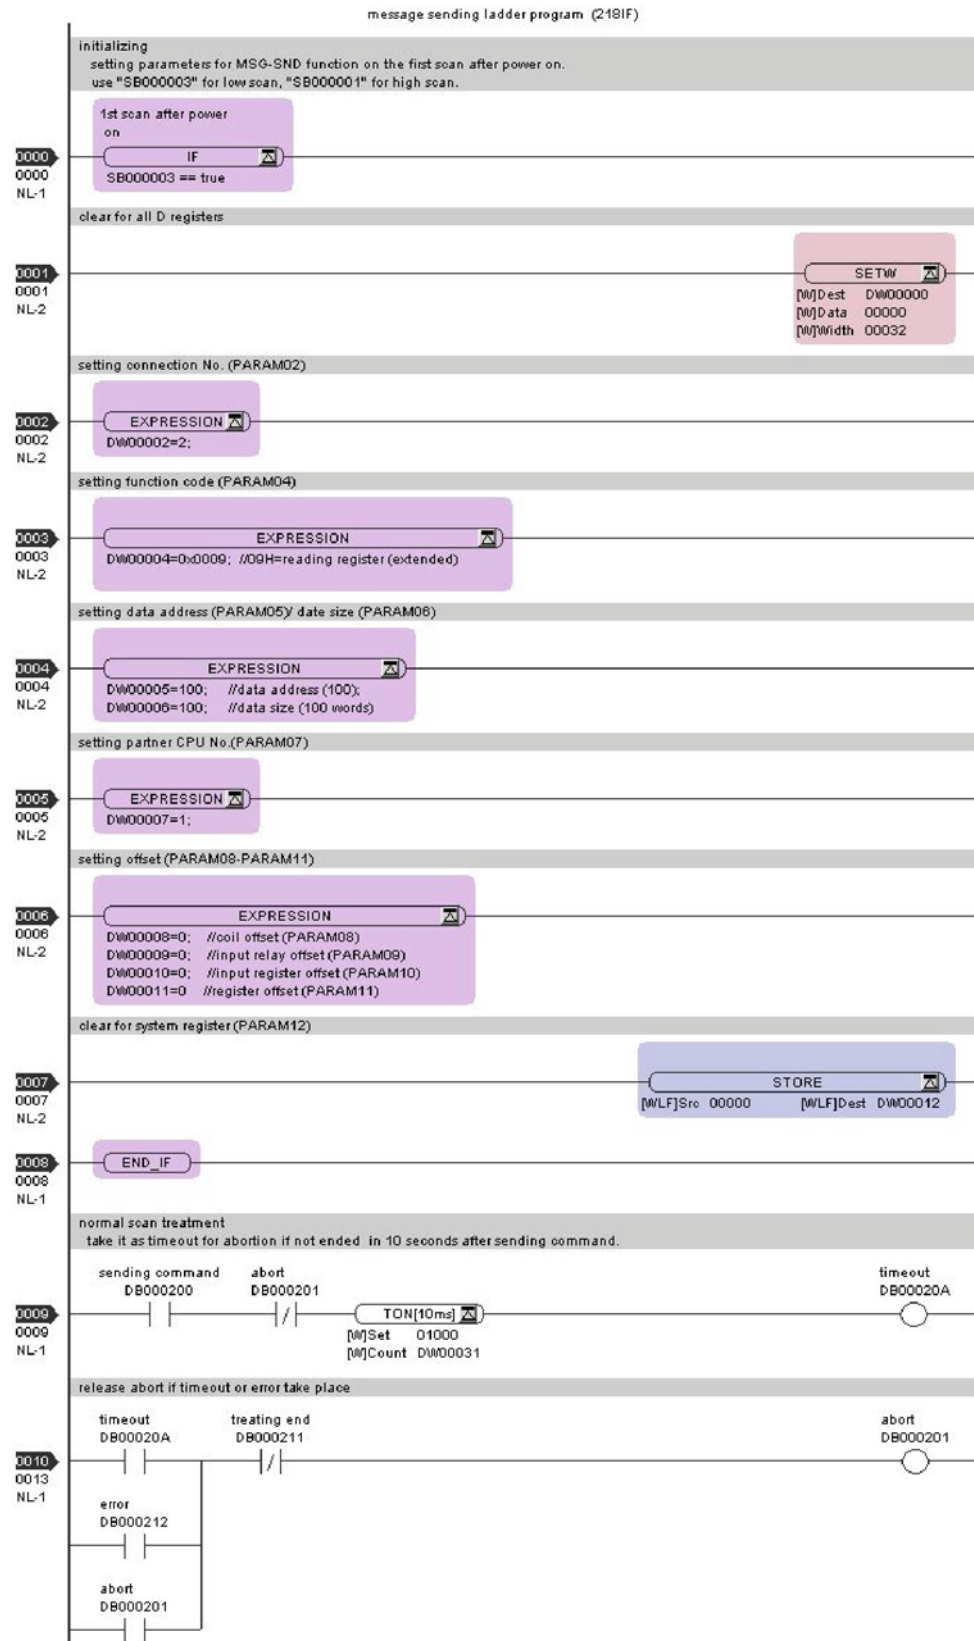 message sending ladder program (218IF)
initializing
setting parameters for MSG-SND function on the first scan after power on.
use "SB000003" for low scan, "SB000001" for high scan.
1st scan after power
on
0000
IF
0000
SB000003 == true
NL-1
clear for all D registers
0001
SETW
0001
[W]Dest DW00000
NL-2
[W]Data 00000
[W]Width 00032
setting connection No. (PARAM02)
0002
EXPRESSION
0002
DW00002=2;
NL-2
setting function code (PARAM04)
0003
EXPRESSION
0003
DW00004=0x0009; //09H=reading register (extended)
NL-2
setting data address (PARAM05)/ date size (PARAM06)
0004
EXPRESSION
0004
DW00005=100; //data address (100);
NL-2
DW00006=100; //data size (100 words)
setting partner CPU No.(PARAM07)
0005
EXPRESSION
0005
DW00007=1;
NL-2
setting offset (PARAM08-PARAM11)
0006
EXPRESSION
0006
DW00008=0; //coil offset (PARAM08)
NL-2
DW00009=0; //input relay offset (PARAM09)
DW00010=0; //input register offset (PARAM10)
DW00011=0 //register offset (PARAM11)
clear for system register (PARAM12)
0007
STORE
0007
[WLF]Src 00000 [WLF]Dest DW00012
NL-2
0008
END_IF
0008
NL-1
normal scan treatment
take it as timeout for abortion if not ended in 10 seconds after sending command.
sending command abort timeout
DB000200 DB000201 DB00020A
0009
TON[10ms]
0009
[W]Set 01000
NL-1
[W]Count DW00031
release abort if timeout or error take place
timeout treating end abort
DB00020A DB000211 DB000201
0010
0013
NL-1
error
DB000212
abort
DB000201